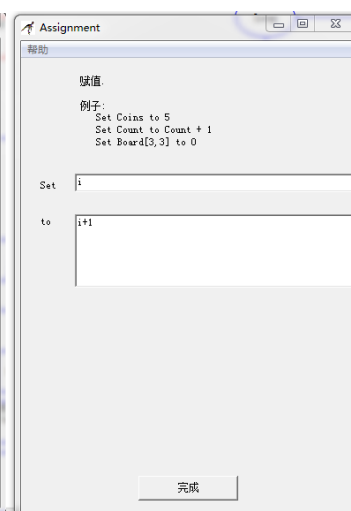 Assignment
帮助
赋值.
例子:
Set Coins to 5
Set Count to Count + 1
Set Board[3,3] to 0
Set i
to i+1
完成